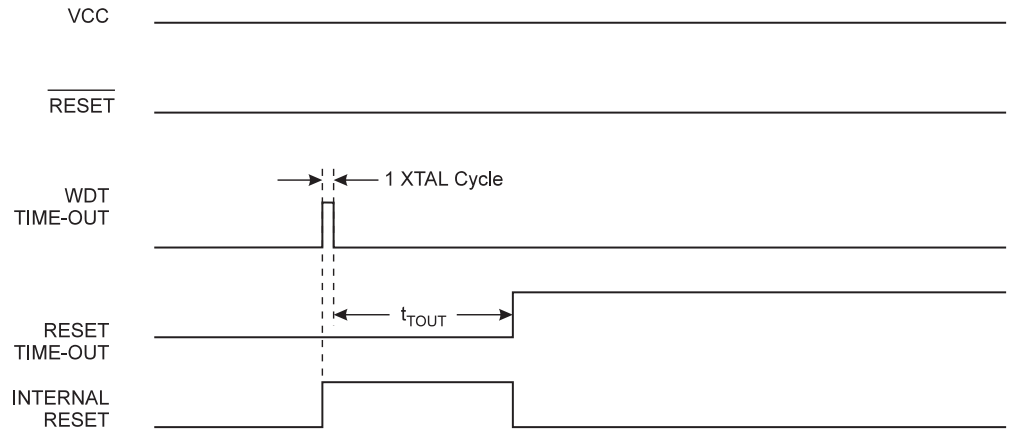 VCC
RESET
1 XTAL Cycle
WDT
TIME-OUT
tTOUT
RESET
TIME-OUT
INTERNAL
RESET